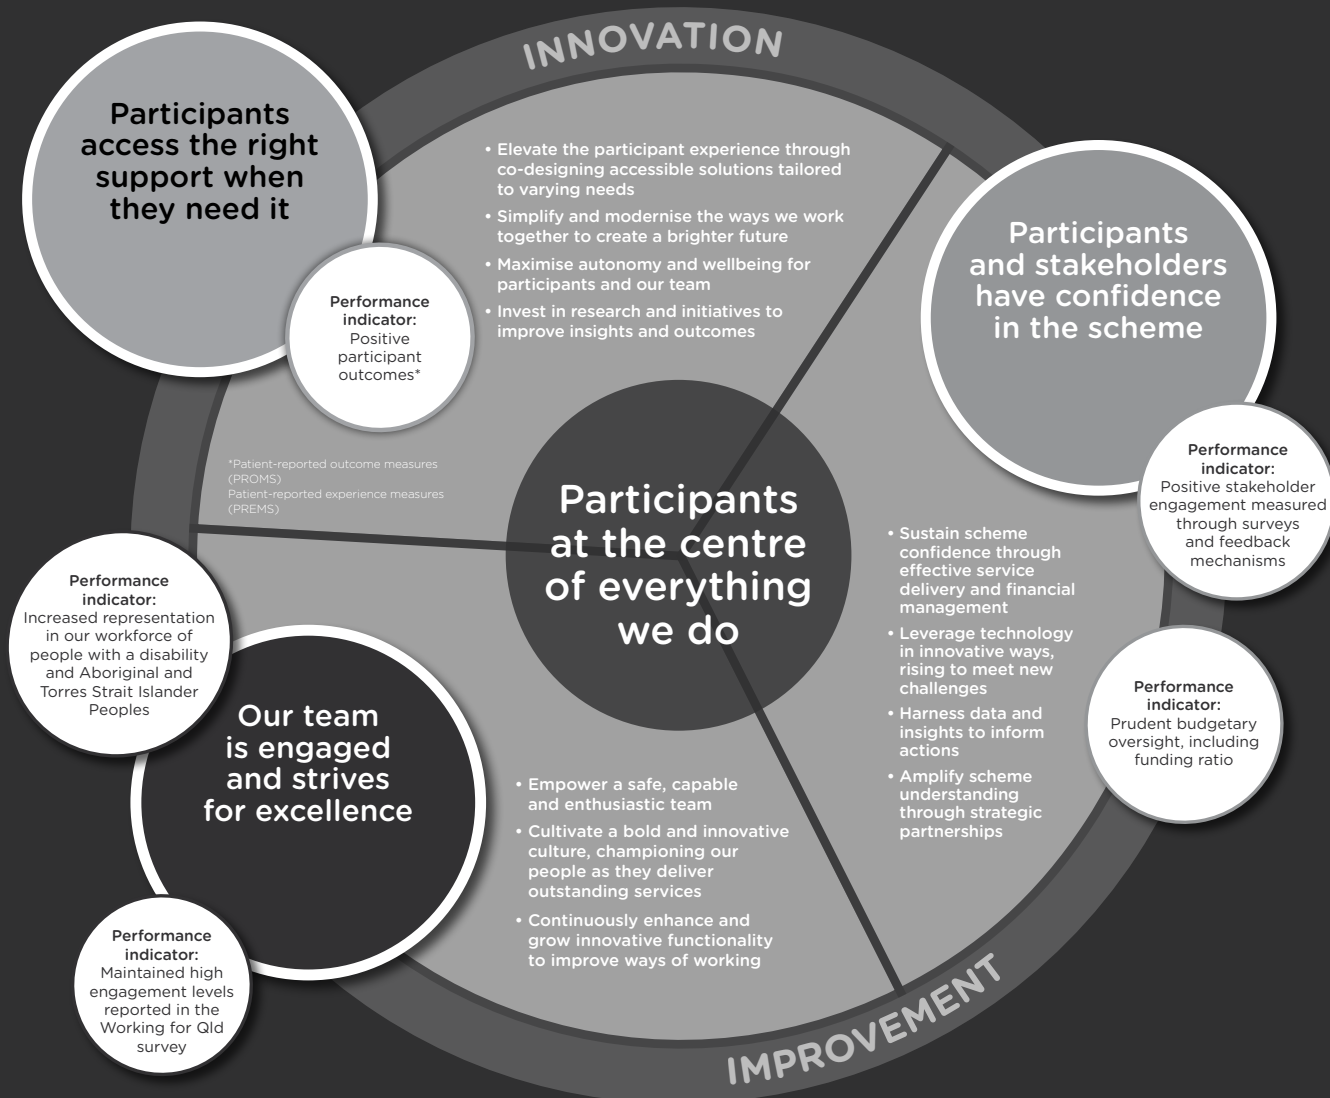 INNOVATION
Participants
access the right
support when
they need it
Performance
indicator:
Positive
participant
outcomes*
• Elevate the participant experience through
co-designing accessible solutions tailored
to varying needs
• Simplify and modernise the ways we work
together to create a brighter future
• Maximise autonomy and wellbeing for
participants and our team
• Invest in research and initiatives to
improve insights and outcomes
*Patient-reported outcome measures
(PROMS)
Patient-reported experience measures
(PREMS)
Participants
and stakeholders
have confidence
in the scheme
Performance
indicator:
Positive stakeholder
engagement measured
through surveys
and feedback
mechanisms
Participants
at the centre
of everything
we do
• Sustain scheme
confidence through
effective service
delivery and financial
management
• Leverage technology
in innovative ways,
rising to meet new
challenges
• Harness data and
insights to inform
actions
• Amplify scheme
understanding
through strategic
partnerships
Performance
indicator:
Prudent budgetary
oversight, including
funding ratio
Performance
indicator:
Increased representation
in our workforce of
people with a disability
and Aboriginal and
Torres Strait Islander
Peoples
Our team
is engaged
and strives
for excellence
• Empower a safe, capable
and enthusiastic team
• Cultivate a bold and innovative
culture, championing our
people as they deliver
outstanding services
• Continuously enhance and
grow innovative functionality
to improve ways of working
Performance
indicator:
Maintained high
engagement levels
reported in the
Working for Qld
survey
IMPROVEMENT